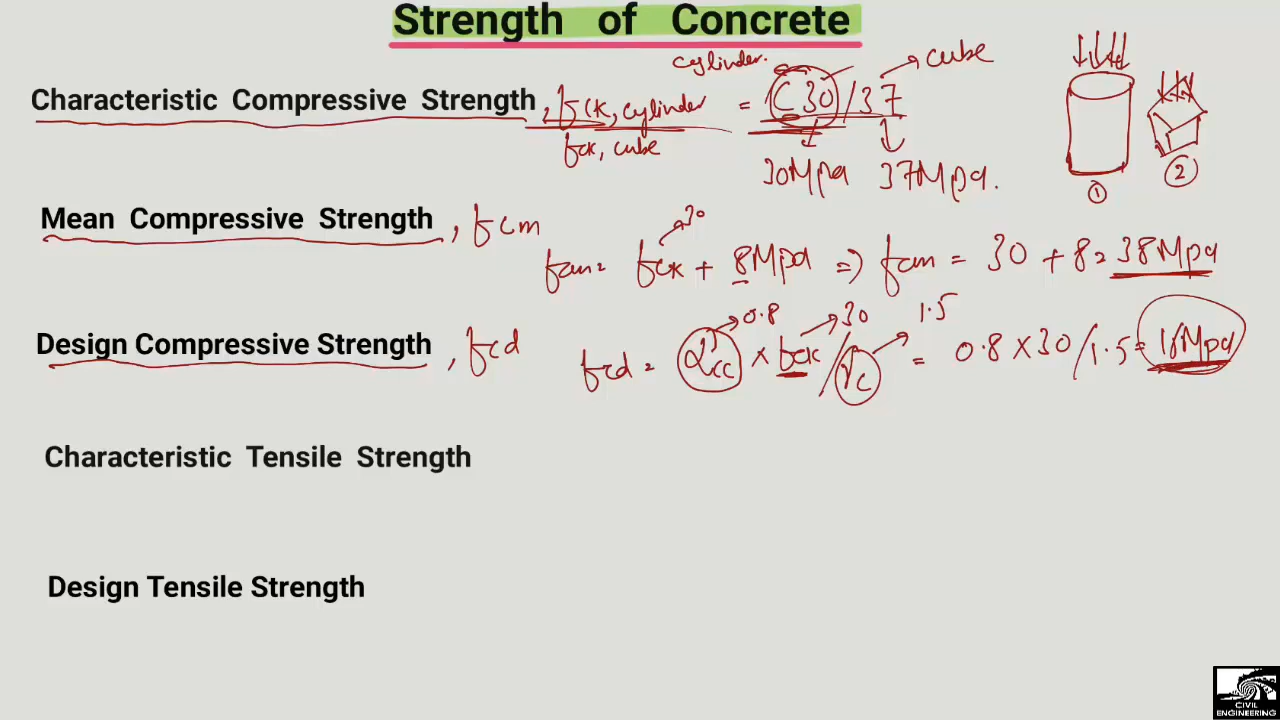 Strength of Concrete
cylinder.
cube
Characteristic Compressive Strength , fck, cylinder = C30/37
fck, cube
30Mpa 37Mpa.
① ②
Mean Compressive Strength , fcm
30
fcm = fck + 8Mpa => fcm = 30 + 8 = 38Mpa
0.8 30 1.5
Design Compressive Strength , fcd
fcd = αcc × fck / γc = 0.8 × 30 / 1.5 = 16Mpa
Characteristic Tensile Strength
Design Tensile Strength
CIVIL
ENGINEERING